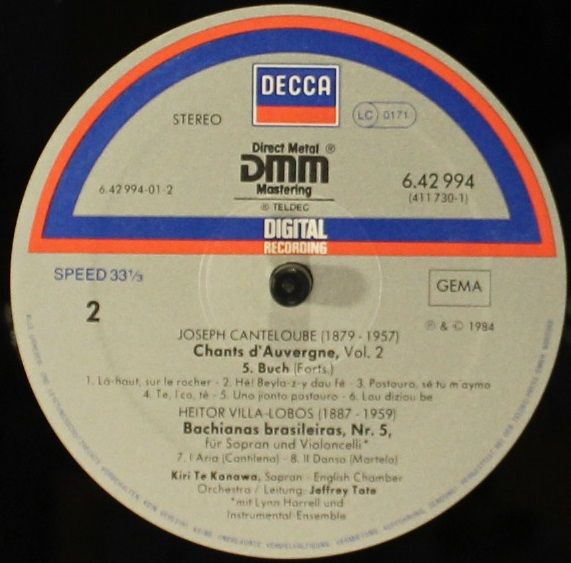 DECCA
STEREO
LC 0171
Direct Metal ®
DMM
Mastering
® TELDEC
6.42 994-01-2
6.42 994
(411 730-1)
DIGITAL
RECORDING
SPEED 33 1/3
GEMA
2
℗ & © 1984
JOSEPH CANTELOUBE (1879 - 1957)
Chants d'Auvergne, Vol. 2
5. Buch (Forts.)
1. Là-haut, sur le rocher - 2. Hé! Beyla-z-y dau fè - 3. Postouro, sé tu m'aymo
4. Te, l'co, tè - 5. Uno jionto postouro - 6. Lou diziou be
HEITOR VILLA-LOBOS (1887 - 1959)
Bachianas brasileiras, Nr. 5,
für Sopran und Violoncelli*
7. I Aria (Cantilena) - 8. II Dansa (Martelo)
Kiri Te Kanawa, Sopran - English Chamber
Orchestra / Leitung: Jeffrey Tate
*mit Lynn Harrell und
Instrumental Ensemble